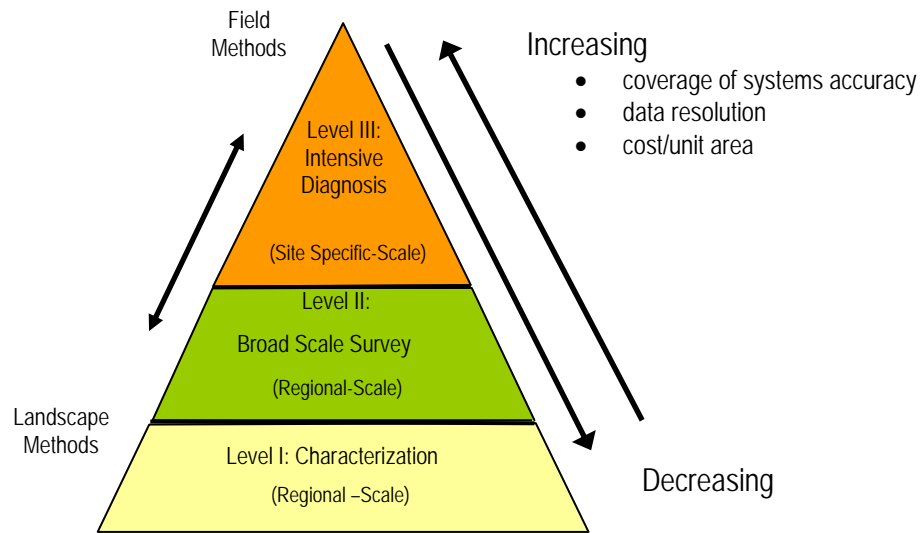 Field
Methods
Increasing
• coverage of systems accuracy
• data resolution
• cost/unit area
Level III:
Intensive
Diagnosis
(Site Specific-Scale)
Level II:
Broad Scale Survey
(Regional-Scale)
Landscape
Methods
Level I: Characterization
(Regional –Scale)
Decreasing